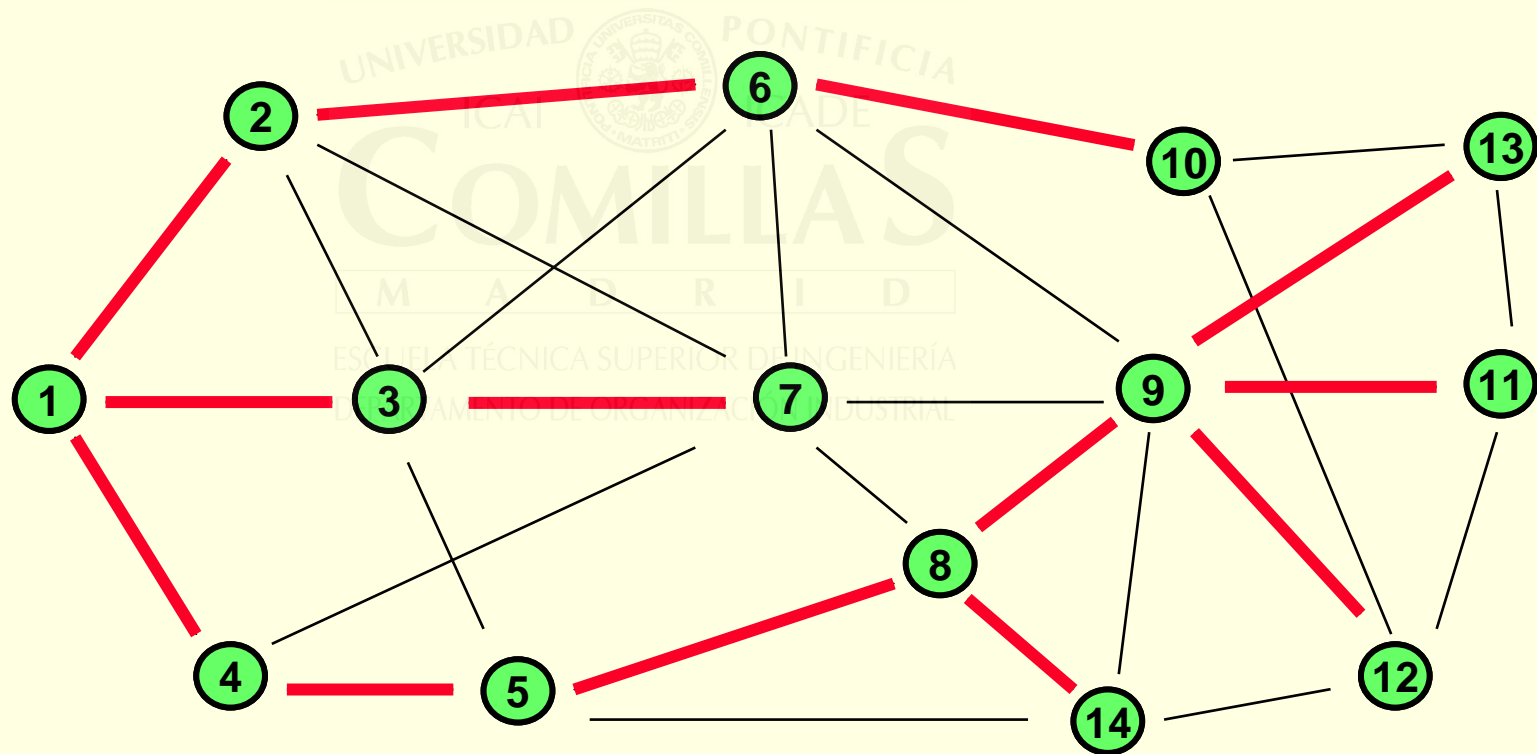 UNIVERSIDAD PONTIFICIA
ICAI ICADE
COMILLAS
M A D R I D
ESCUELA TÉCNICA SUPERIOR DE INGENIERÍA
DEPARTAMENTO DE ORGANIZACIÓN INDUSTRIAL
6
2
13
10
11
9
7
3
1
8
4
12
5
14